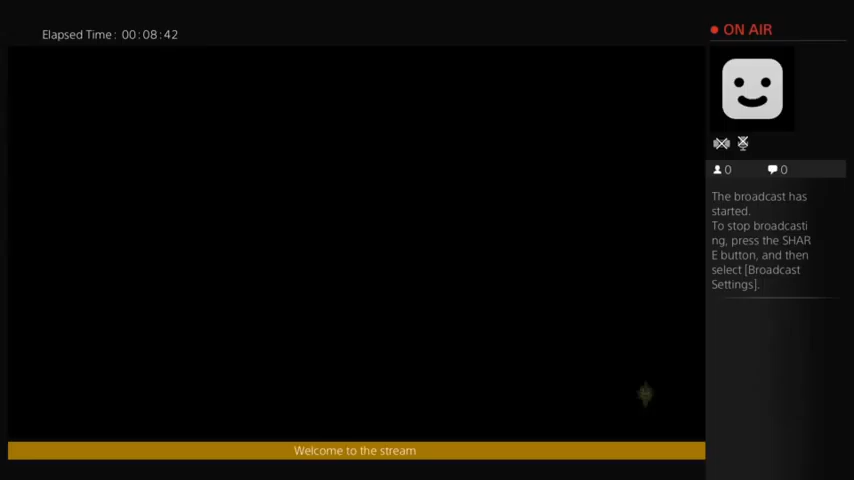 Elapsed Time: 00:08:42
ON AIR
0 0
The broadcast has
started.
To stop broadcasti
ng, press the SHAR
E button, and then
select [Broadcast
Settings].
Welcome to the stream